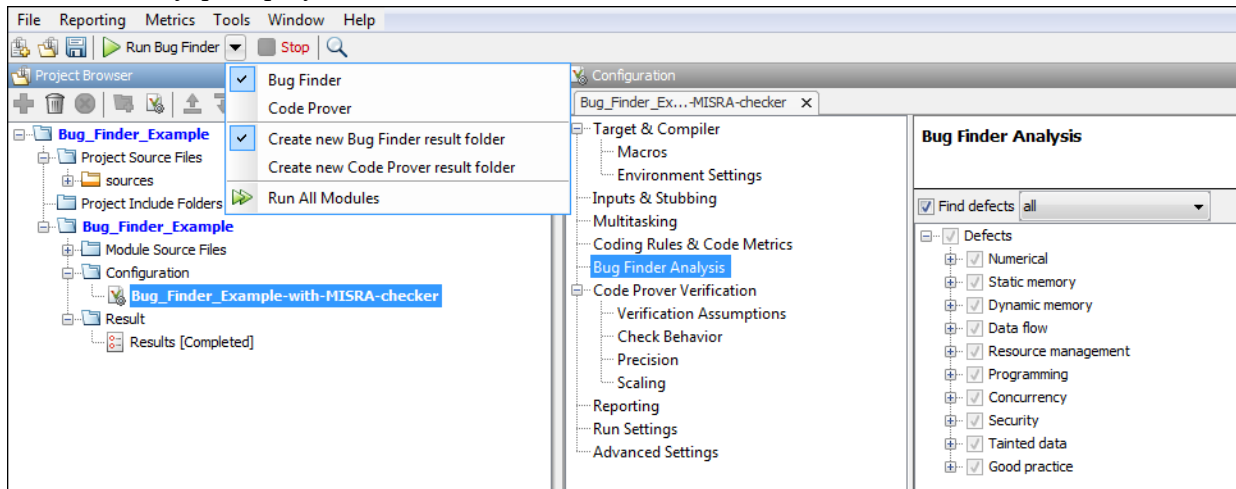 File Reporting Metrics Tools Window Help
Run Bug Finder Stop
Project Browser
Bug Finder
Code Prover
Create new Bug Finder result folder
Create new Code Prover result folder
Run All Modules
Bug_Finder_Example
Project Source Files
sources
Project Include Folders
Bug_Finder_Example
Module Source Files
Configuration
Bug_Finder_Example-with-MISRA-checker
Result
Results [Completed]
Configuration
Bug_Finder_Ex...-MISRA-checker X
Target & Compiler
Macros
Environment Settings
Inputs & Stubbing
Multitasking
Coding Rules & Code Metrics
Bug Finder Analysis
Code Prover Verification
Verification Assumptions
Check Behavior
Precision
Scaling
Reporting
Run Settings
Advanced Settings
Bug Finder Analysis
Find defects all
Defects
Numerical
Static memory
Dynamic memory
Data flow
Resource management
Programming
Concurrency
Security
Tainted data
Good practice